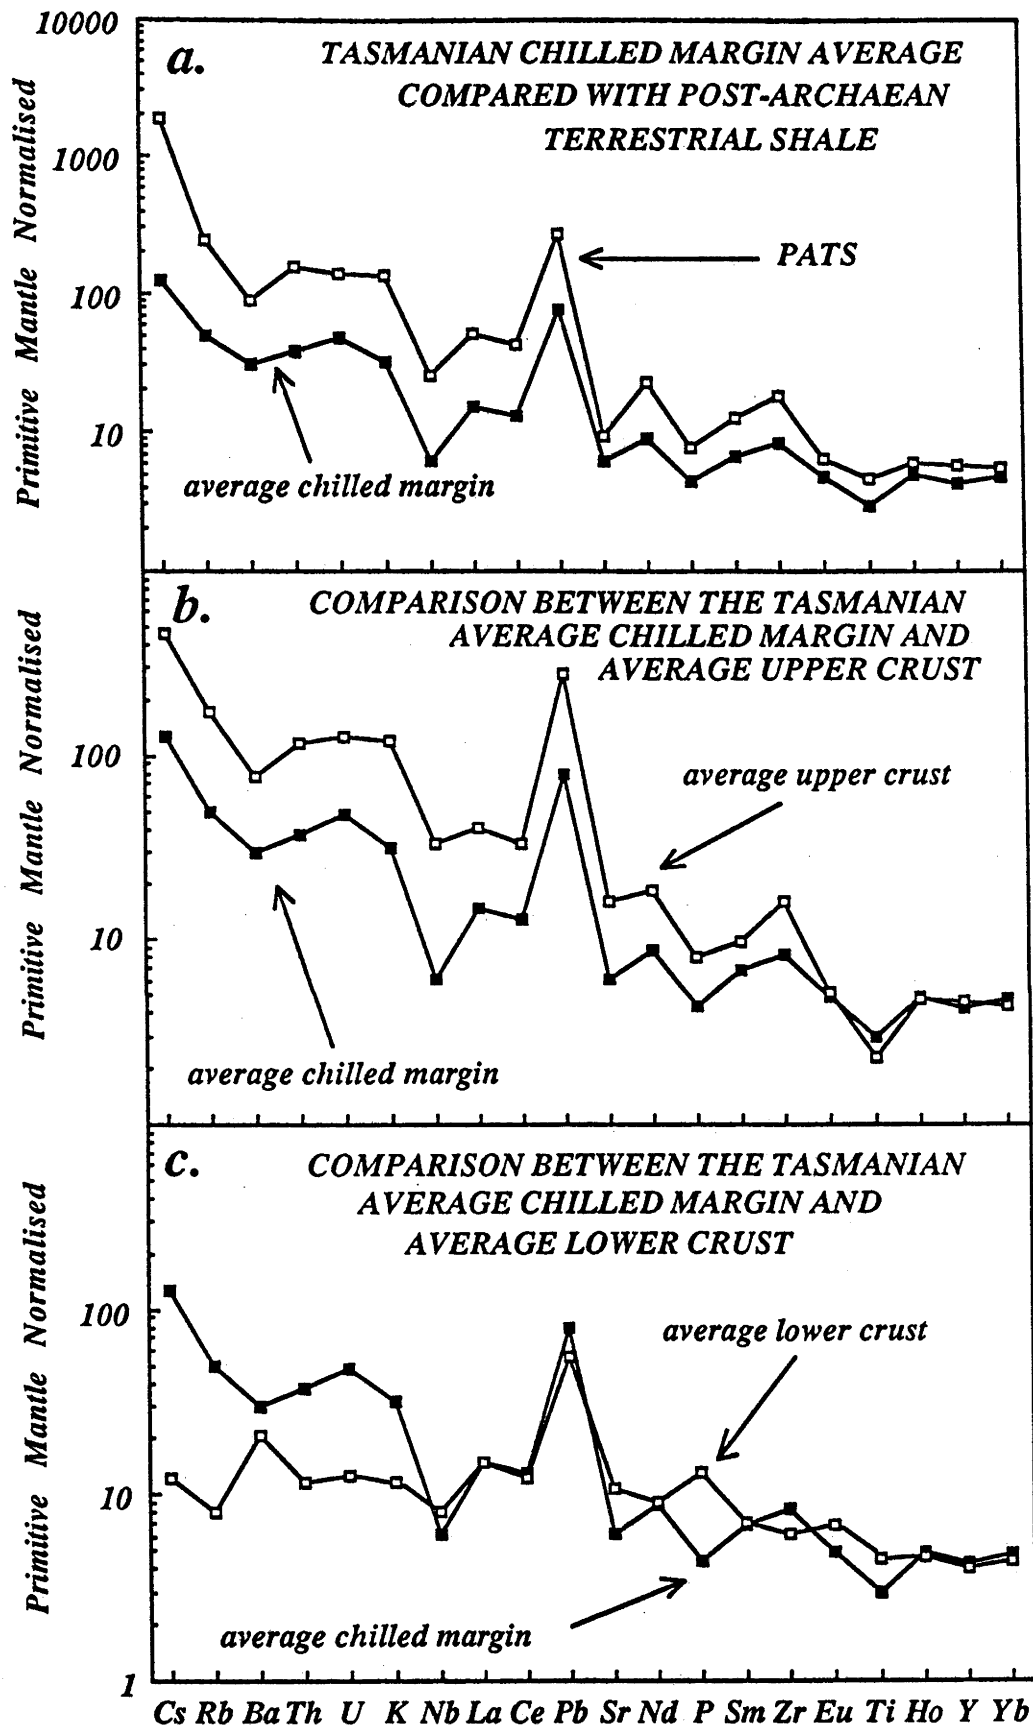 10000
1000
100
10
Primitive Mantle Normalised
a.
TASMANIAN CHILLED MARGIN AVERAGE
COMPARED WITH POST-ARCHAEAN
TERRESTRIAL SHALE
PATS
average chilled margin
100
10
Primitive Mantle Normalised
b.
COMPARISON BETWEEN THE TASMANIAN
AVERAGE CHILLED MARGIN AND
AVERAGE UPPER CRUST
average upper crust
average chilled margin
100
10
1
Primitive Mantle Normalised
c.
COMPARISON BETWEEN THE TASMANIAN
AVERAGE CHILLED MARGIN AND
AVERAGE LOWER CRUST
average lower crust
average chilled margin
Cs Rb Ba Th U K Nb La Ce Pb Sr Nd P Sm Zr Eu Ti Ho Y Yb